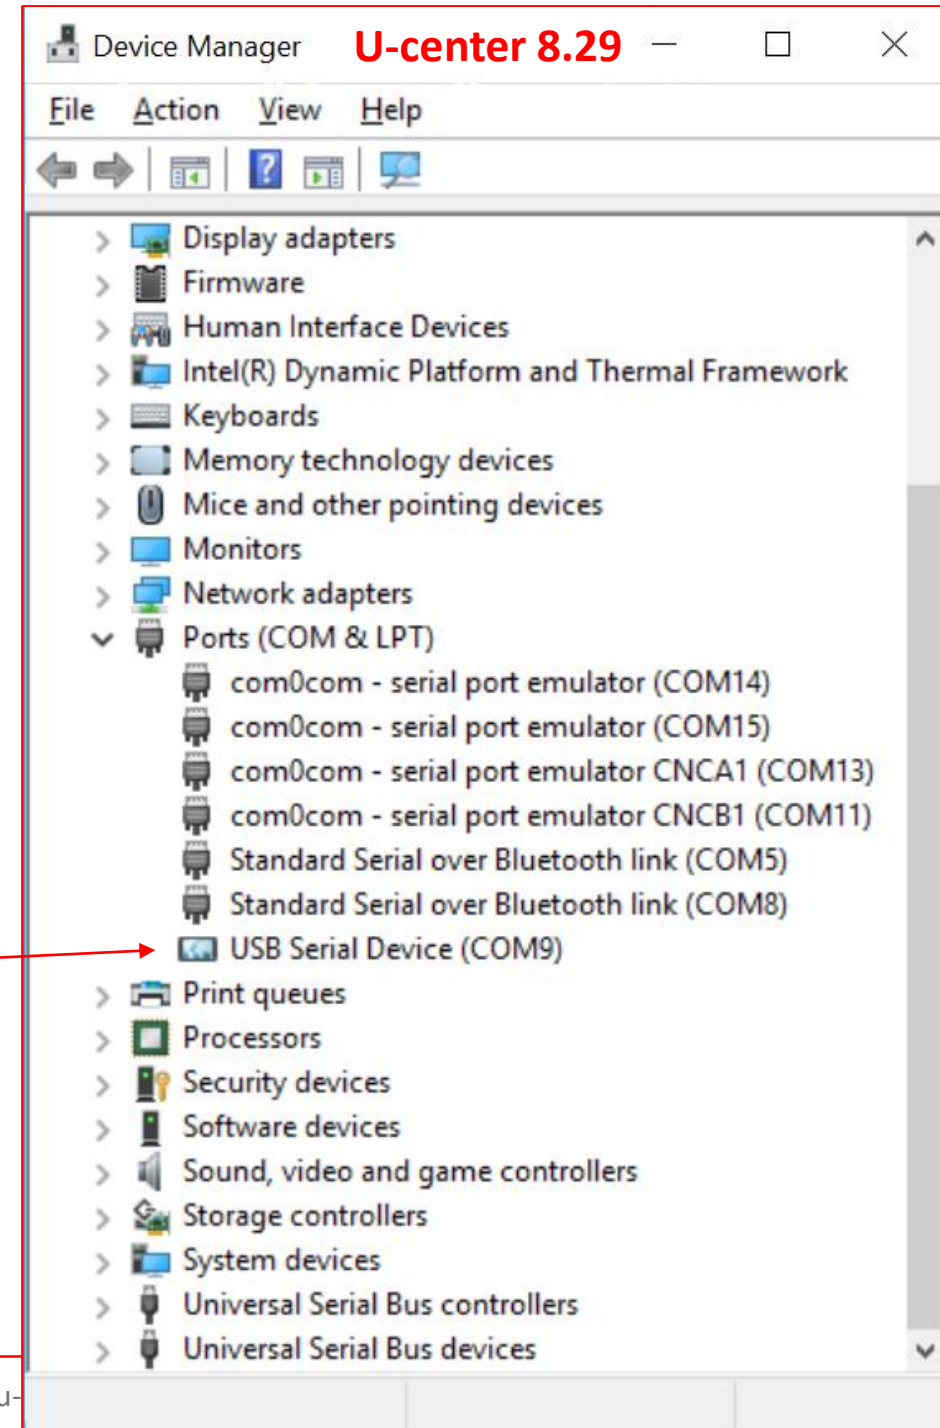 Device Manager U-center 8.29
File Action View Help
Display adapters
Firmware
Human Interface Devices
Intel(R) Dynamic Platform and Thermal Framework
Keyboards
Memory technology devices
Mice and other pointing devices
Monitors
Network adapters
Ports (COM & LPT)
com0com - serial port emulator (COM14)
com0com - serial port emulator (COM15)
com0com - serial port emulator CNCA1 (COM13)
com0com - serial port emulator CNCB1 (COM11)
Standard Serial over Bluetooth link (COM5)
Standard Serial over Bluetooth link (COM8)
USB Serial Device (COM9)
Print queues
Processors
Security devices
Software devices
Sound, video and game controllers
Storage controllers
System devices
Universal Serial Bus controllers
Universal Serial Bus devices
u-